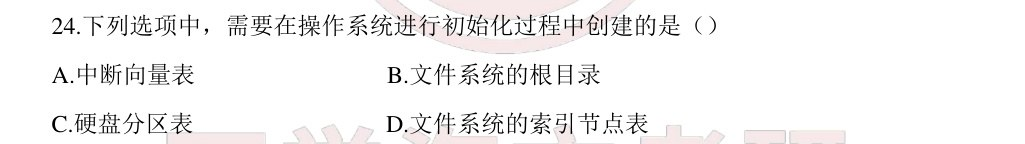 24.下列选项中，需要在操作系统进行初始化过程中创建的是（）
A.中断向量表 B.文件系统的根目录
C.硬盘分区表 D.文件系统的索引节点表